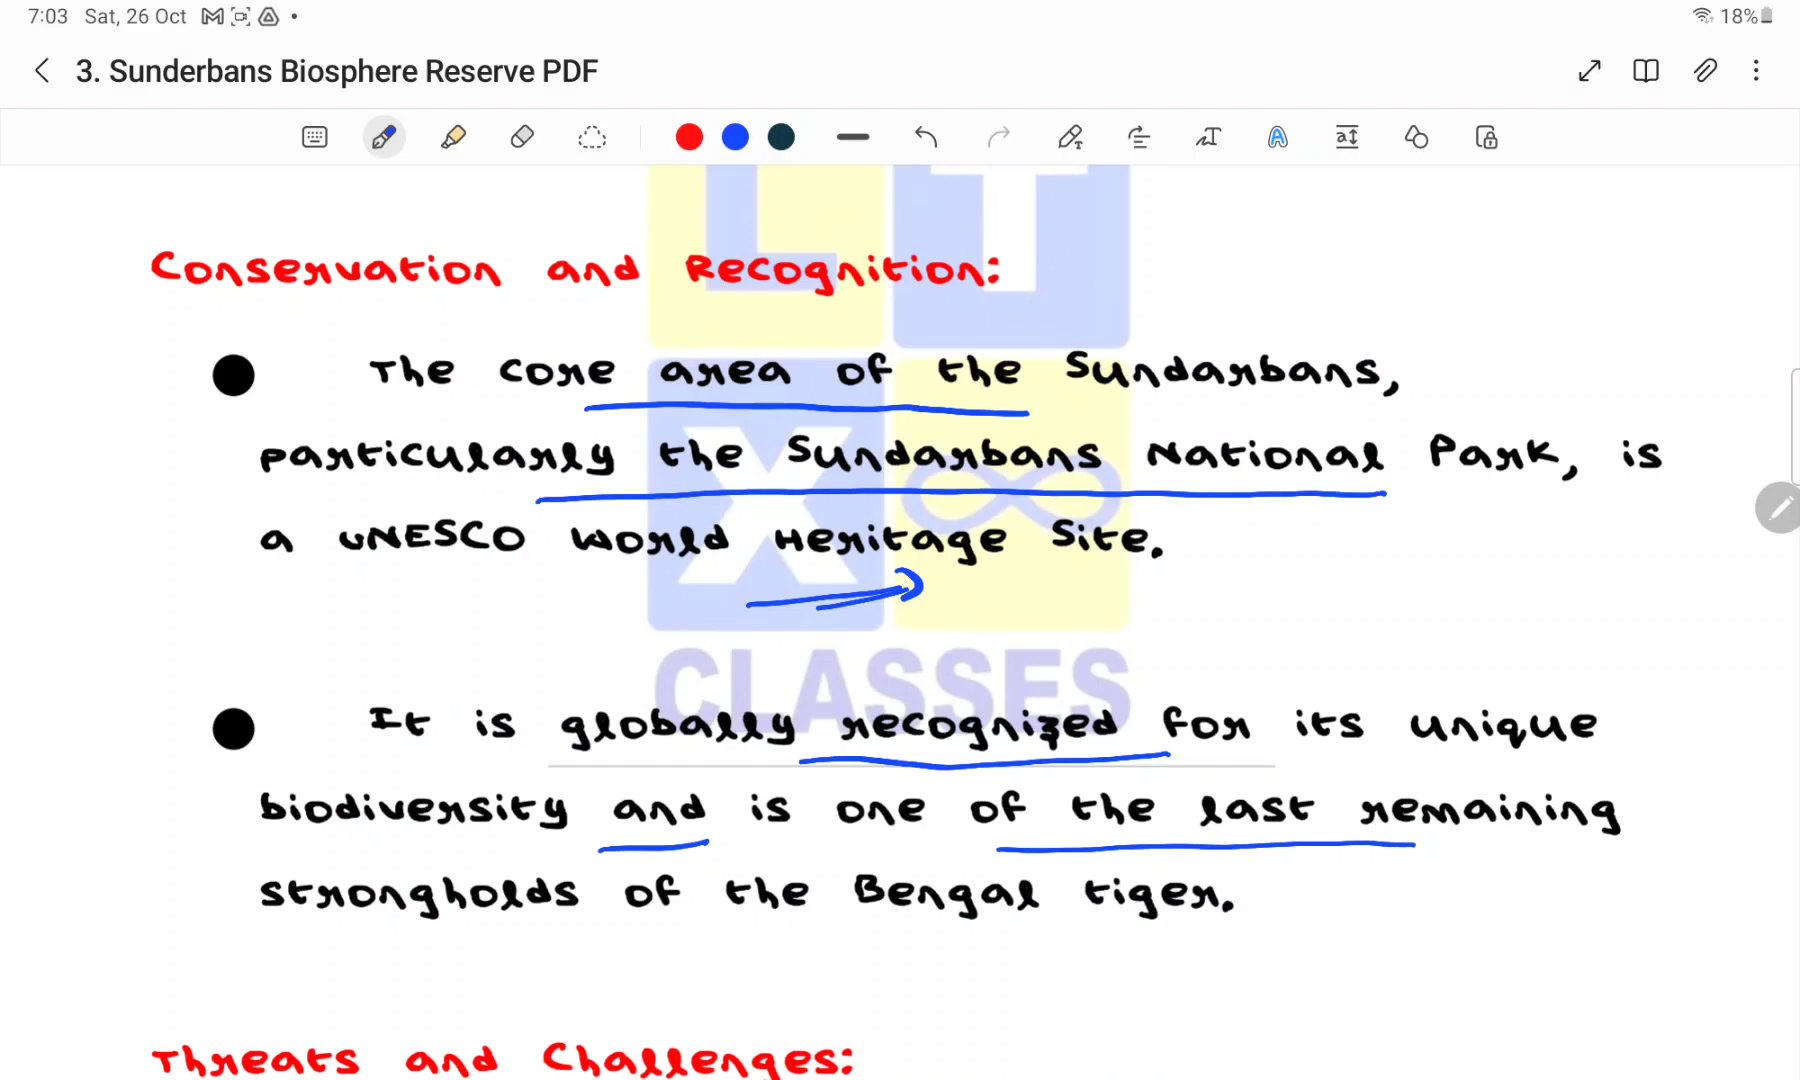 7:03 Sat, 26 Oct
18%
3. Sunderbans Biosphere Reserve PDF
Conservation and Recognition:
The core area of the Sundarbans,
particularly the Sundarbans National Park, is
a UNESCO World Heritage Site.
CLASSES
It is globally recognized for its unique
biodiversity and is one of the last remaining
strongholds of the Bengal tiger.
Threats and Challenges: